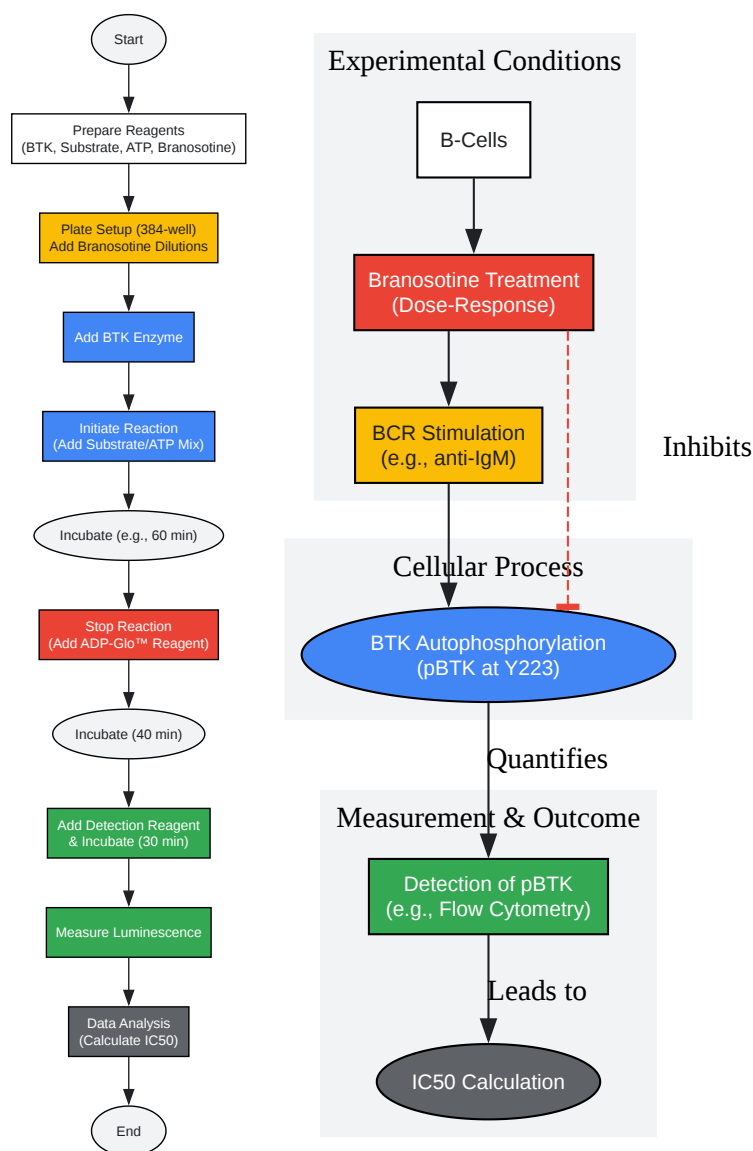 Start
Prepare Reagents
(BTK, Substrate, ATP, Branosotine)
Plate Setup (384-well)
Add Branosotine Dilutions
Add BTK Enzyme
Initiate Reaction
(Add Substrate/ATP Mix)
Incubate (e.g., 60 min)
Stop Reaction
(Add ADP-Glo™ Reagent)
Incubate (40 min)
Add Detection Reagent
& Incubate (30 min)
Measure Luminescence
Data Analysis
(Calculate IC50)
End
Experimental Conditions
B-Cells
Branosotine Treatment
(Dose-Response)
BCR Stimulation
(e.g., anti-IgM)
Inhibits
Cellular Process
BTK Autophosphorylation
(pBTK at Y223)
Quantifies
Measurement & Outcome
Detection of pBTK
(e.g., Flow Cytometry)
Leads to
IC50 Calculation